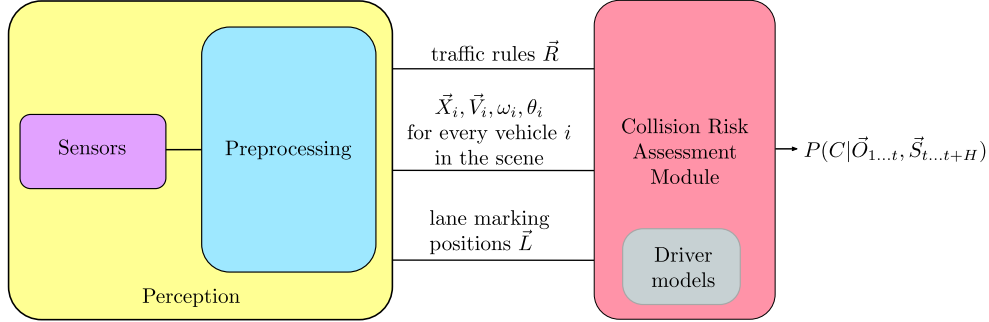 Sensors
Preprocessing
Perception
traffic rules $\vec{R}$
$\vec{X}_i, \vec{V}_i, \omega_i, \theta_i$
for every vehicle $i$
in the scene
lane marking
positions $\vec{L}$
Collision Risk
Assessment
Module
Driver
models
$P(C|\vec{O}_{1...t}, \vec{S}_{t...t+H})$